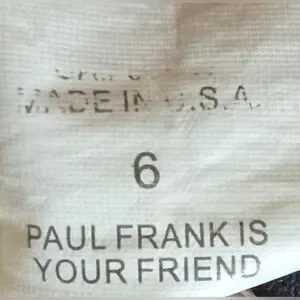 MADE IN U.S.A.
6
PAUL FRANK IS
YOUR FRIEND